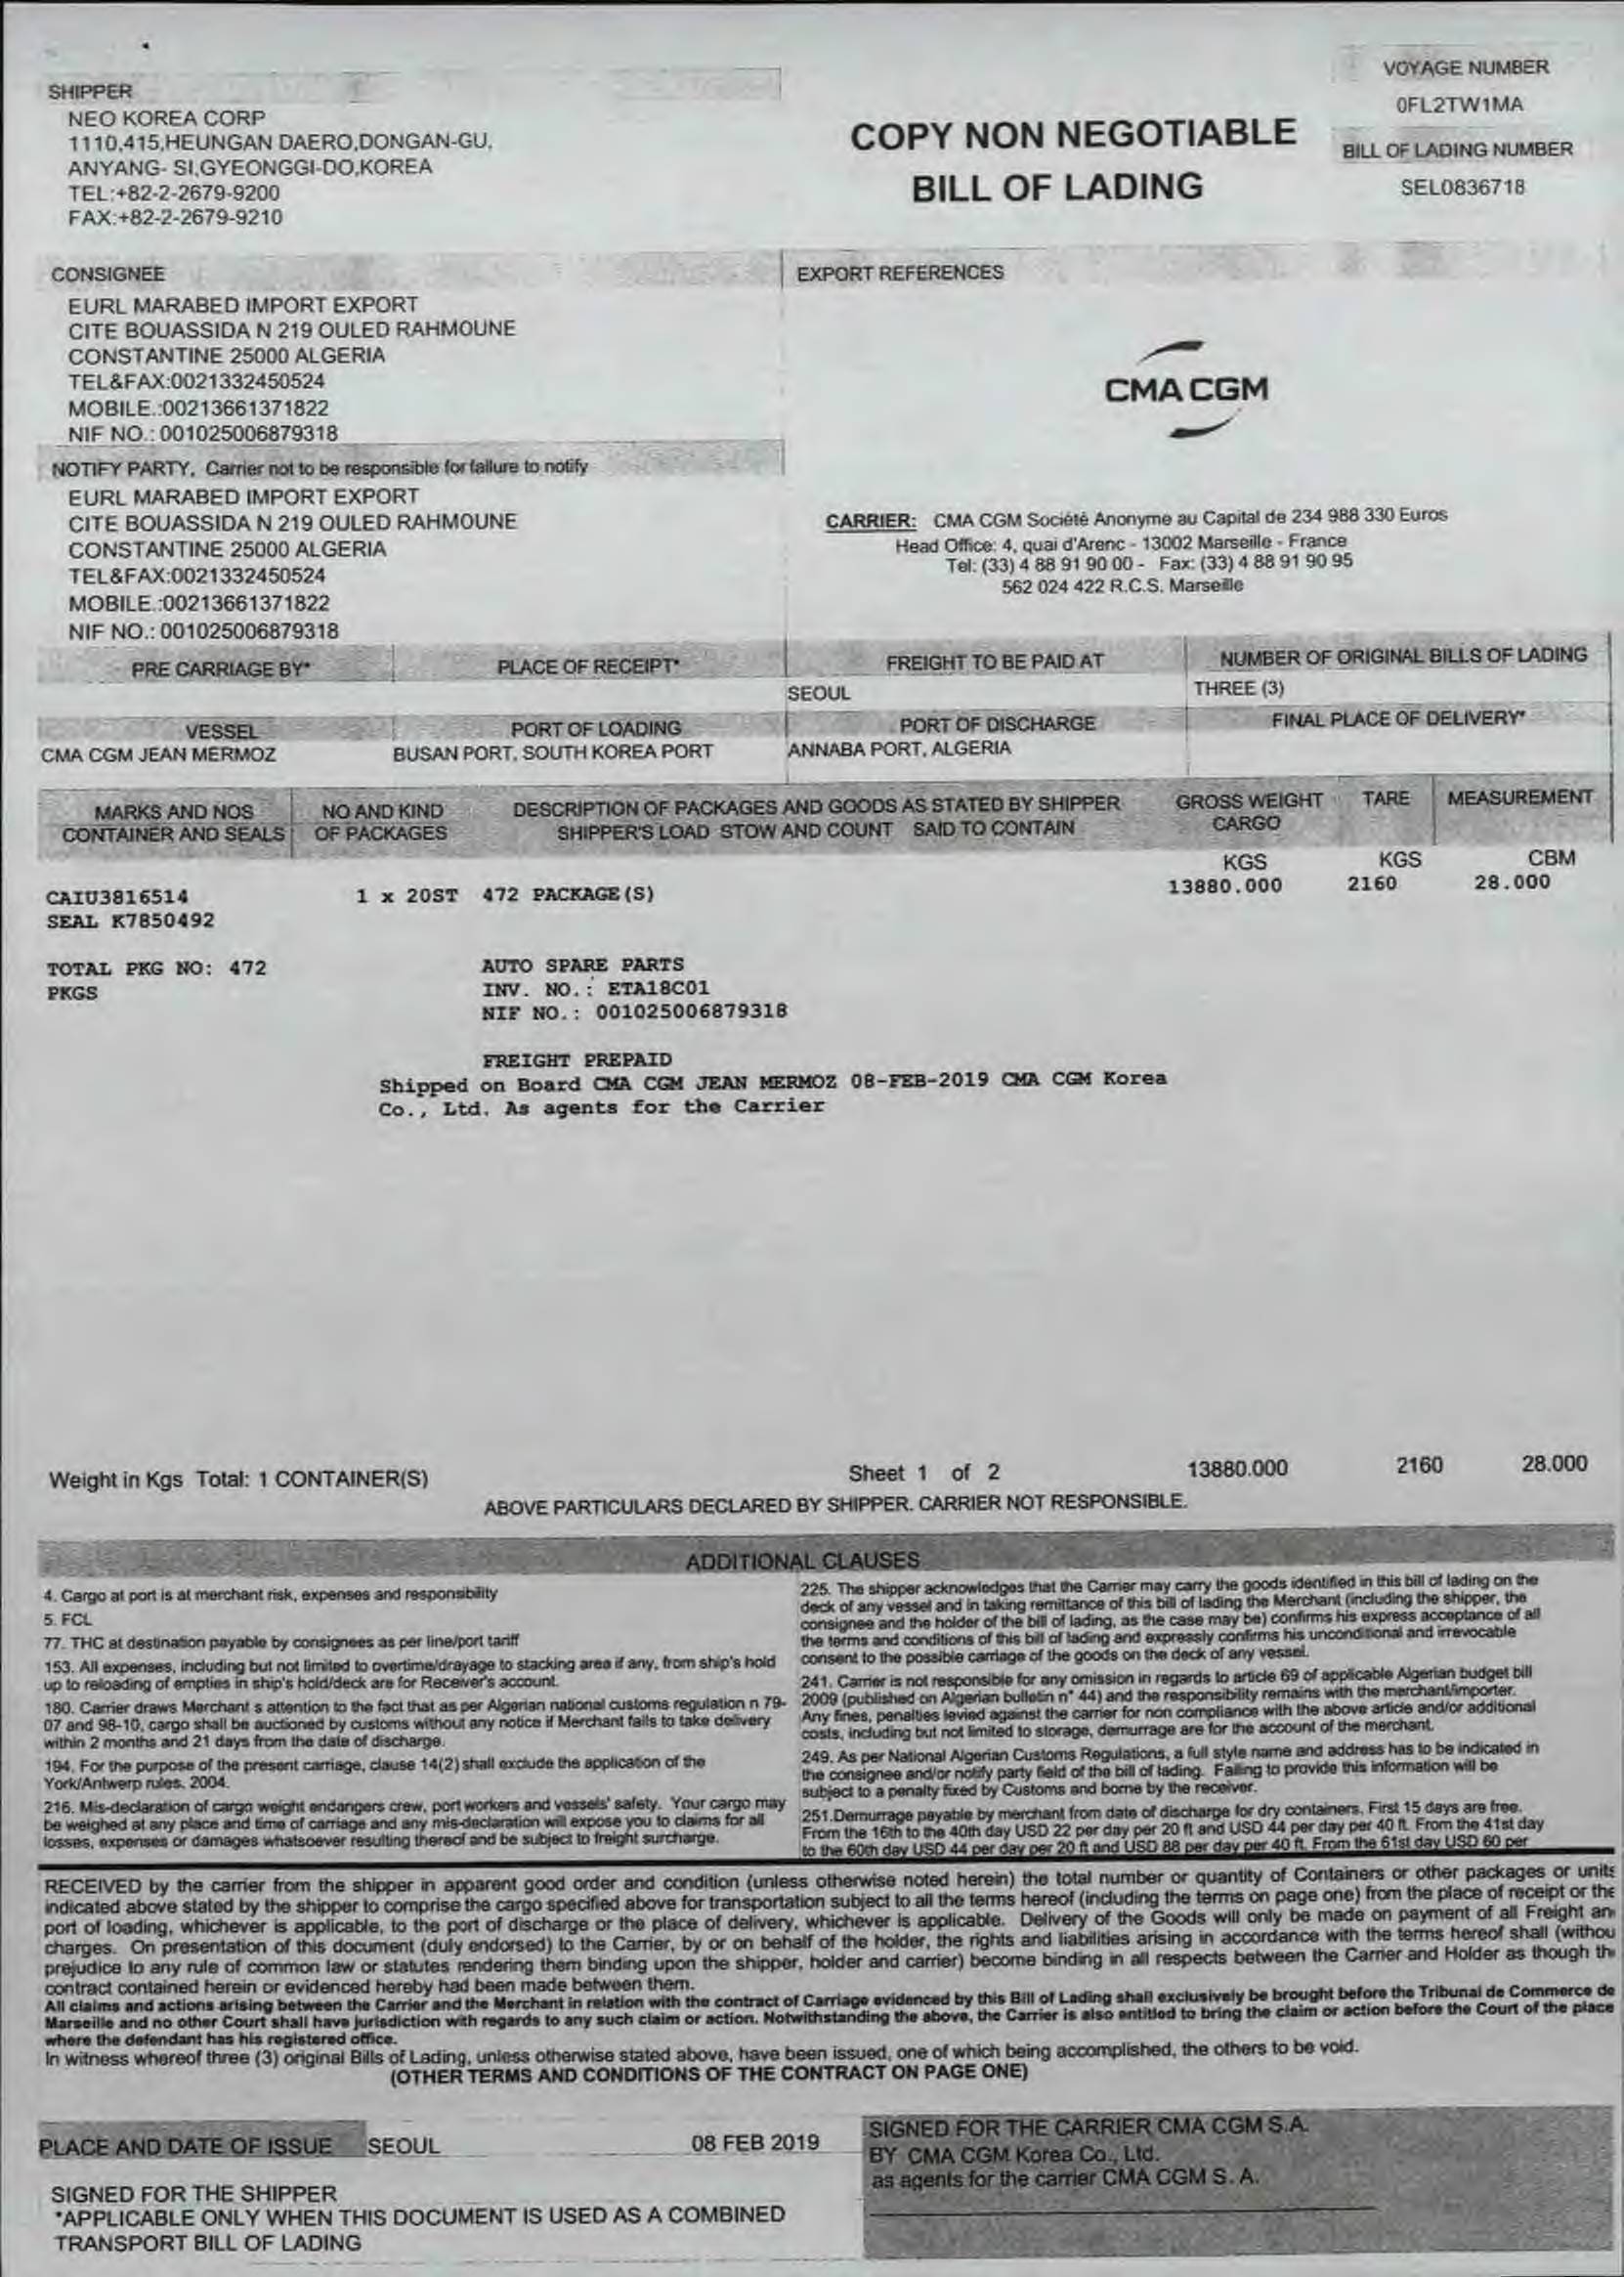 SHIPPER
NEO KOREA CORP
1110,415,HEUNGAN DAERO,DONGAN-GU,
ANYANG- SI,GYEONGGI-DO,KOREA
TEL:+82-2-2679-9200
FAX:+82-2-2679-9210
COPY NON NEGOTIABLE
BILL OF LADING
VOYAGE NUMBER
0FL2TW1MA
BILL OF LADING NUMBER
SEL0836718
CONSIGNEE
EURL MARABED IMPORT EXPORT
CITE BOUASSIDA N 219 OULED RAHMOUNE
CONSTANTINE 25000 ALGERIA
TEL&FAX:0021332450524
MOBILE.:00213661371822
NIF NO.: 001025006879318
EXPORT REFERENCES
CMA CGM
NOTIFY PARTY, Carrier not to be responsible for failure to notify
EURL MARABED IMPORT EXPORT
CITE BOUASSIDA N 219 OULED RAHMOUNE
CONSTANTINE 25000 ALGERIA
TEL&FAX:0021332450524
MOBILE.:00213661371822
NIF NO.: 001025006879318
CARRIER: CMA CGM Société Anonyme au Capital de 234 988 330 Euros
Head Office: 4, quai d'Arenc - 13002 Marseille - France
Tel: (33) 4 88 91 90 00 - Fax: (33) 4 88 91 90 95
562 024 422 R.C.S. Marseille
PRE CARRIAGE BY* PLACE OF RECEIPT* FREIGHT TO BE PAID AT NUMBER OF ORIGINAL BILLS OF LADING
SEOUL THREE (3)
VESSEL PORT OF LOADING PORT OF DISCHARGE FINAL PLACE OF DELIVERY*
CMA CGM JEAN MERMOZ BUSAN PORT, SOUTH KOREA PORT ANNABA PORT, ALGERIA
MARKS AND NOS NO AND KIND DESCRIPTION OF PACKAGES AND GOODS AS STATED BY SHIPPER GROSS WEIGHT TARE MEASUREMENT
CONTAINER AND SEALS OF PACKAGES SHIPPER'S LOAD STOW AND COUNT SAID TO CONTAIN CARGO
KGS KGS CBM
CAIU3816514 1 x 20ST 472 PACKAGE(S) 13880.000 2160 28.000
SEAL K7850492
TOTAL PKG NO: 472 AUTO SPARE PARTS
PKGS INV. NO.: ETA18C01
NIF NO.: 001025006879318
FREIGHT PREPAID
Shipped on Board CMA CGM JEAN MERMOZ 08-FEB-2019 CMA CGM Korea
Co., Ltd. As agents for the Carrier
Weight in Kgs Total: 1 CONTAINER(S) Sheet 1 of 2 13880.000 2160 28.000
ABOVE PARTICULARS DECLARED BY SHIPPER. CARRIER NOT RESPONSIBLE.
ADDITIONAL CLAUSES
4. Cargo at port is at merchant risk, expenses and responsibility
5. FCL
77. THC at destination payable by consignees as per line/port tariff
153. All expenses, including but not limited to overtime/drayage to stacking area if any, from ship's hold
up to reloading of empties in ship's hold/deck are for Receiver's account.
180. Carrier draws Merchant s attention to the fact that as per Algerian national customs regulation n 79-
07 and 98-10, cargo shall be auctioned by customs without any notice if Merchant fails to take delivery
within 2 months and 21 days from the date of discharge.
194. For the purpose of the present carriage, clause 14(2) shall exclude the application of the
York/Antwerp rules, 2004.
216. Mis-declaration of cargo weight endangers crew, port workers and vessels' safety. Your cargo may
be weighed at any place and time of carriage and any mis-declaration will expose you to claims for all
losses, expenses or damages whatsoever resulting thereof and be subject to freight surcharge.
225. The shipper acknowledges that the Carrier may carry the goods identified in this bill of lading on the
deck of any vessel and in taking remittance of this bill of lading the Merchant (including the shipper, the
consignee and the holder of the bill of lading, as the case may be) confirms his express acceptance of all
the terms and conditions of this bill of lading and expressly confirms his unconditional and irrevocable
consent to the possible carriage of the goods on the deck of any vessel.
241. Carrier is not responsible for any omission in regards to article 69 of applicable Algerian budget bill
2009 (published on Algerian bulletin n° 44) and the responsibility remains with the merchant/importer.
Any fines, penalties levied against the carrier for non compliance with the above article and/or additional
costs, including but not limited to storage, demurrage are for the account of the merchant.
249. As per National Algerian Customs Regulations, a full style name and address has to be indicated in
the consignee and/or notify party field of the bill of lading. Failing to provide this information will be
subject to a penalty fixed by Customs and borne by the receiver.
251.Demurrage payable by merchant from date of discharge for dry containers. First 15 days are free.
From the 16th to the 40th day USD 22 per day per 20 ft and USD 44 per day per 40 ft. From the 41st day
to the 60th day USD 44 per day per 20 ft and USD 88 per day per 40 ft. From the 61st day USD 60 per
RECEIVED by the carrier from the shipper in apparent good order and condition (unless otherwise noted herein) the total number or quantity of Containers or other packages or units
indicated above stated by the shipper to comprise the cargo specified above for transportation subject to all the terms hereof (including the terms on page one) from the place of receipt or the
port of loading, whichever is applicable, to the port of discharge or the place of delivery, whichever is applicable. Delivery of the Goods will only be made on payment of all Freight an
charges. On presentation of this document (duly endorsed) to the Carrier, by or on behalf of the holder, the rights and liabilities arising in accordance with the terms hereof shall (withou
prejudice to any rule of common law or statutes rendering them binding upon the shipper, holder and carrier) become binding in all respects between the Carrier and Holder as though th
contract contained herein or evidenced hereby had been made between them.
All claims and actions arising between the Carrier and the Merchant in relation with the contract of Carriage evidenced by this Bill of Lading shall exclusively be brought before the Tribunal de Commerce de
Marseille and no other Court shall have jurisdiction with regards to any such claim or action. Notwithstanding the above, the Carrier is also entitled to bring the claim or action before the Court of the place
where the defendant has his registered office.
In witness whereof three (3) original Bills of Lading, unless otherwise stated above, have been issued, one of which being accomplished, the others to be void.
(OTHER TERMS AND CONDITIONS OF THE CONTRACT ON PAGE ONE)
PLACE AND DATE OF ISSUE SEOUL 08 FEB 2019
SIGNED FOR THE CARRIER CMA CGM S.A.
BY CMA CGM Korea Co., Ltd.
as agents for the carrier CMA CGM S. A.
SIGNED FOR THE SHIPPER
*APPLICABLE ONLY WHEN THIS DOCUMENT IS USED AS A COMBINED
TRANSPORT BILL OF LADING